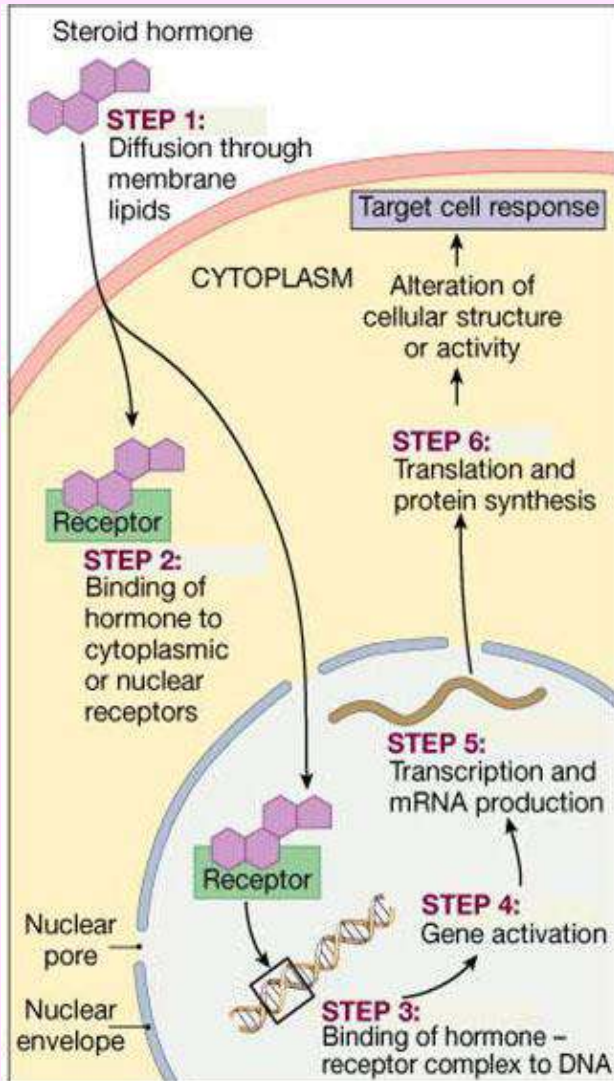 Steroid hormone
STEP 1:
Diffusion through
membrane
lipids
Target cell response
CYTOPLASM
Alteration of
cellular structure
or activity
STEP 6:
Translation and
protein synthesis
Receptor
STEP 2:
Binding of
hormone to
cytoplasmic
or nuclear
receptors
STEP 5:
Transcription and
mRNA production
Receptor
STEP 4:
Gene activation
Nuclear
pore
Nuclear
envelope
STEP 3:
Binding of hormone –
receptor complex to DNA